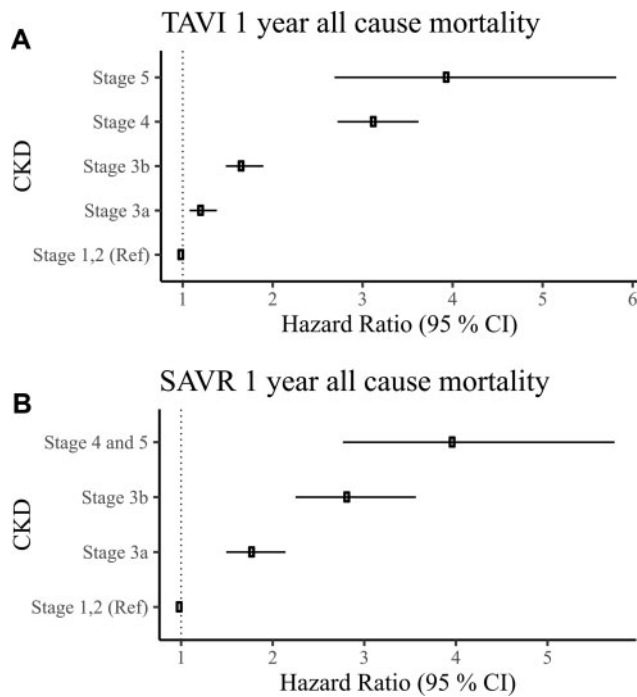 A
TAVI 1 year all cause mortality
CKD
Stage 5
Stage 4
Stage 3b
Stage 3a
Stage 1,2 (Ref)
1 2 3 4 5 6
Hazard Ratio (95 % CI)
B
SAVR 1 year all cause mortality
CKD
Stage 4 and 5
Stage 3b
Stage 3a
Stage 1,2 (Ref)
1 2 3 4 5
Hazard Ratio (95 % CI)